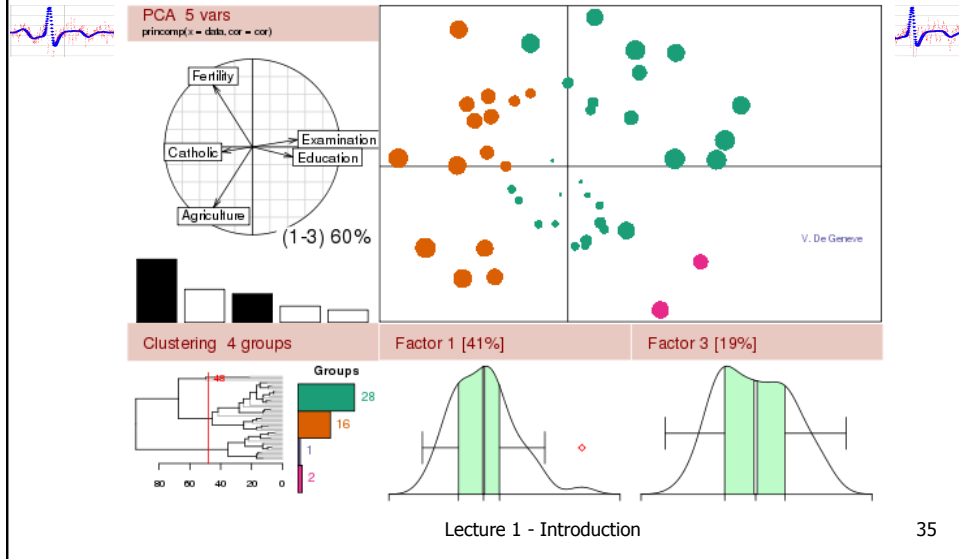 PCA 5 vars
princomp(x = data, cor = cor)
Fertility
Examination
Catholic
Education
Agriculture
(1-3) 60%
V. De Geneve
Clustering 4 groups
Factor 1 [41%]
Factor 3 [19%]
48
Groups
28
16
1
2
80 60 40 20 0
Lecture 1 - Introduction
35